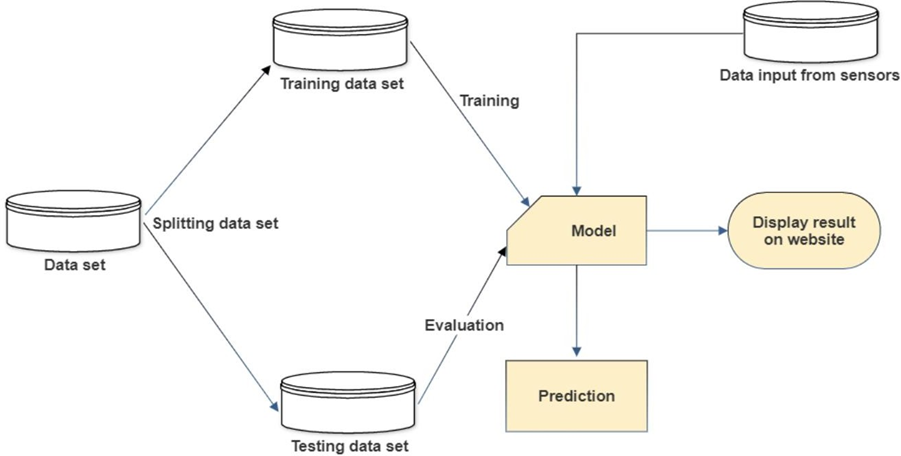 Training data set
Data input from sensors
Training
Splitting data set
Data set
Model
Display result
on website
Evaluation
Prediction
Testing data set